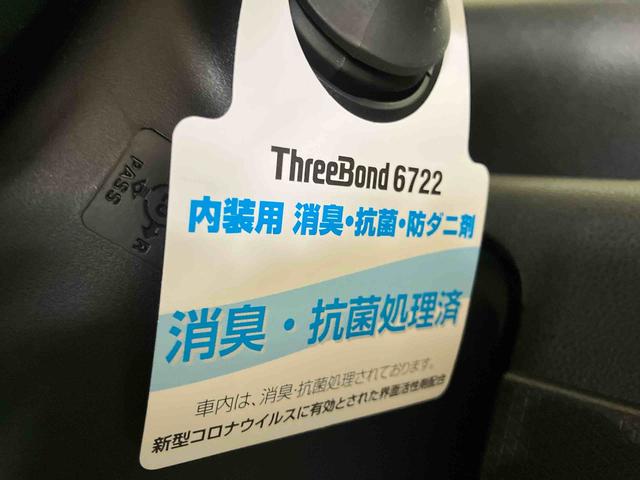 ThreeBond 6722
内装用 消臭・抗菌・防ダニ剤
消臭・抗菌処理済
車内は、消臭・抗菌処理されております。
新型コロナウイルスに有効とされた界面活性剤配合
PASS